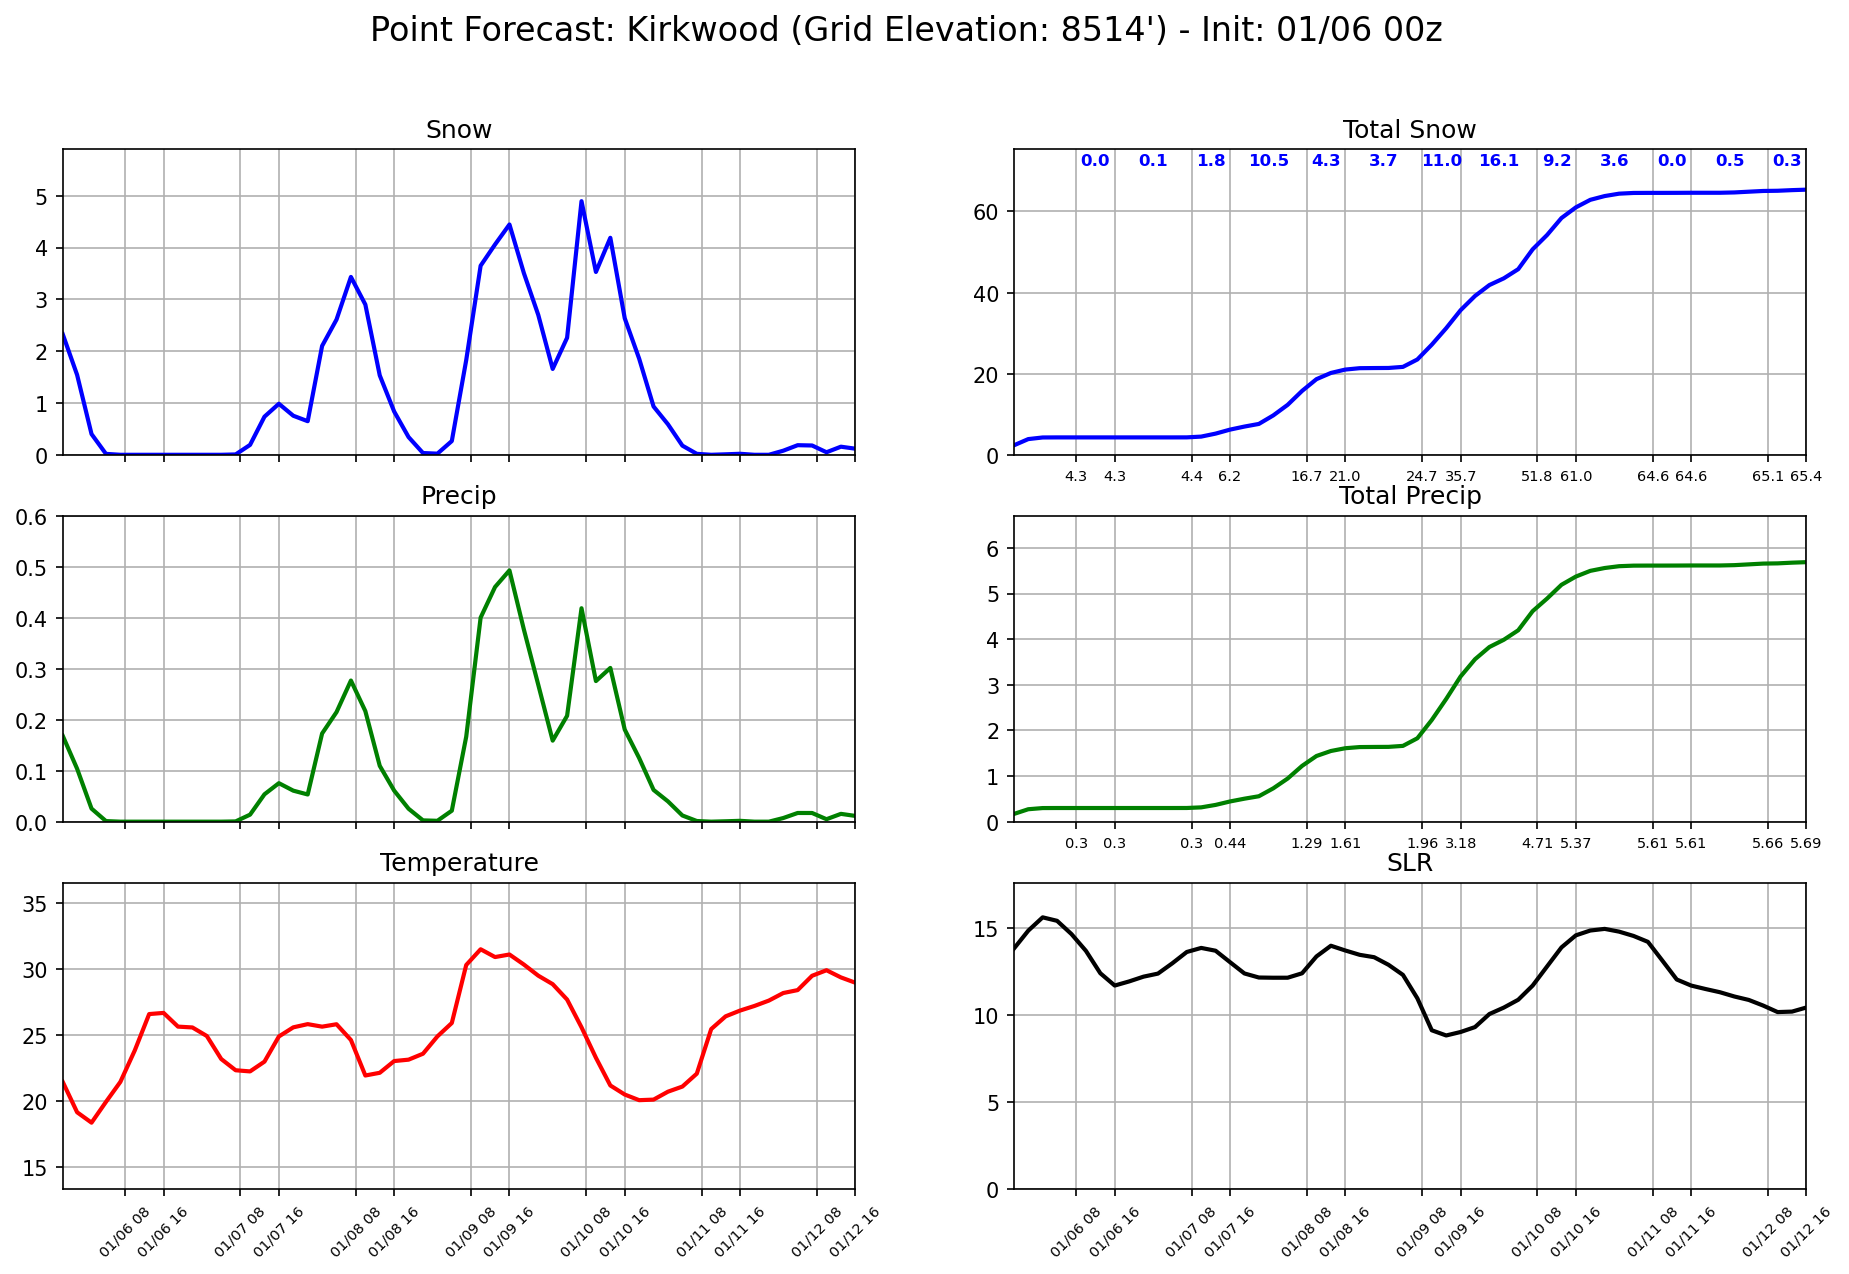 Point Forecast: Kirkwood (Grid Elevation: 8514') - Init: 01/06 00z
Snow
5
4
3
2
1
0
Total Snow
0.0 0.1 1.8 10.5 4.3 3.7 11.0 16.1 9.2 3.6 0.0 0.5 0.3
60
40
20
0
4.3 4.3 4.4 6.2 16.7 21.0 24.7 35.7 51.8 61.0 64.6 64.6 65.1 65.4
Precip
0.6
0.5
0.4
0.3
0.2
0.1
0.0
Total Precip
6
5
4
3
2
1
0
0.3 0.3 0.3 0.44 1.29 1.61 1.96 3.18 4.71 5.37 5.61 5.61 5.66 5.69
Temperature
35
30
25
20
15
01/06 08 01/06 16 01/07 08 01/07 16 01/08 08 01/08 16 01/09 08 01/09 16 01/10 08 01/10 16 01/11 08 01/11 16 01/12 08 01/12 16
SLR
15
10
5
0
01/06 08 01/06 16 01/07 08 01/07 16 01/08 08 01/08 16 01/09 08 01/09 16 01/10 08 01/10 16 01/11 08 01/11 16 01/12 08 01/12 16